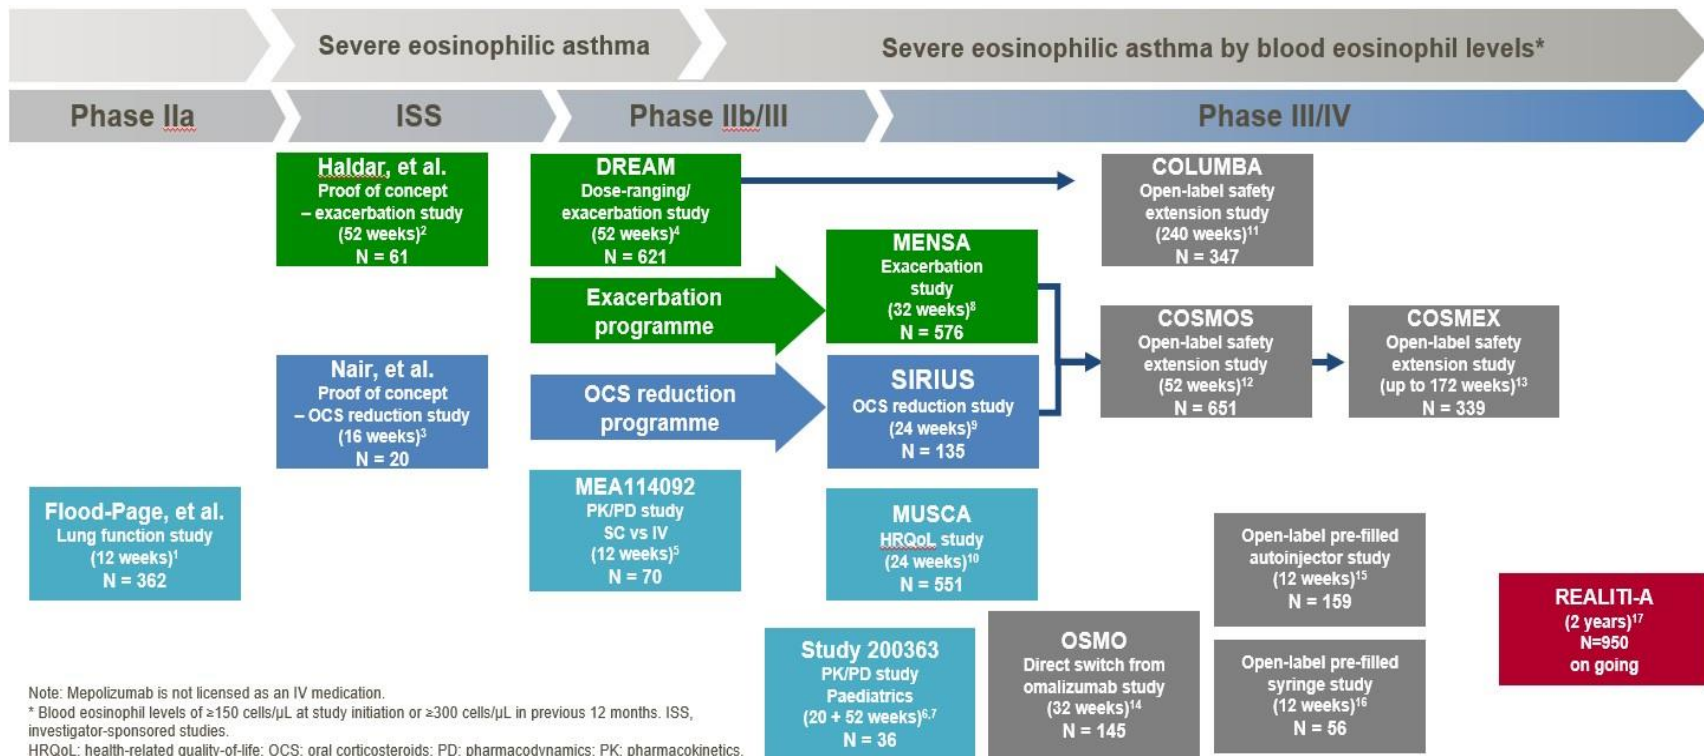 Severe eosinophilic asthma
Severe eosinophilic asthma by blood eosinophil levels*
Phase IIa
ISS
Phase IIb/III
Phase III/IV
Haldar, et al.
Proof of concept
– exacerbation study
(52 weeks)²
N = 61
DREAM
Dose-ranging/
exacerbation study
(52 weeks)⁴
N = 621
COLUMBA
Open-label safety
extension study
(240 weeks)¹¹
N = 347
Exacerbation
programme
MENSA
Exacerbation
study
(32 weeks)⁸
N = 576
COSMOS
Open-label safety
extension study
(52 weeks)¹²
N = 651
COSMEX
Open-label safety
extension study
(up to 172 weeks)¹³
N = 339
Nair, et al.
Proof of concept
– OCS reduction study
(16 weeks)³
N = 20
OCS reduction
programme
SIRIUS
OCS reduction study
(24 weeks)⁹
N = 135
Flood-Page, et al.
Lung function study
(12 weeks)¹
N = 362
MEA114092
PK/PD study
SC vs IV
(12 weeks)⁵
N = 70
MUSCA
HRQoL study
(24 weeks)¹⁰
N = 551
Open-label pre-filled
autoinjector study
(12 weeks)¹⁵
N = 159
REALITI-A
(2 years)¹⁷
N=950
on going
Study 200363
PK/PD study
Paediatrics
(20 + 52 weeks)⁶,⁷
N = 36
OSMO
Direct switch from
omalizumab study
(32 weeks)¹⁴
N = 145
Open-label pre-filled
syringe study
(12 weeks)¹⁶
N = 56
Note: Mepolizumab is not licensed as an IV medication.
* Blood eosinophil levels of ≥150 cells/µL at study initiation or ≥300 cells/µL in previous 12 months. ISS,
investigator-sponsored studies.
HRQoL: health-related quality-of-life; OCS: oral corticosteroids; PD: pharmacodynamics; PK: pharmacokinetics.